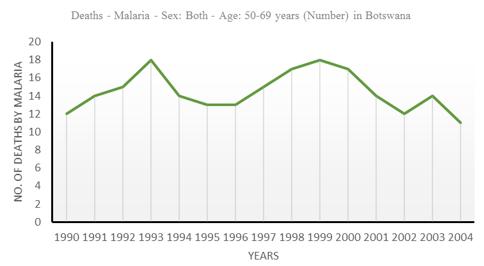 Deaths - Malaria - Sex: Both - Age: 50-69 years (Number) in Botswana
NO. OF DEATHS BY MALARIA
20
18
16
14
12
10
8
6
4
2
0
1990 1991 1992 1993 1994 1995 1996 1997 1998 1999 2000 2001 2002 2003 2004
YEARS